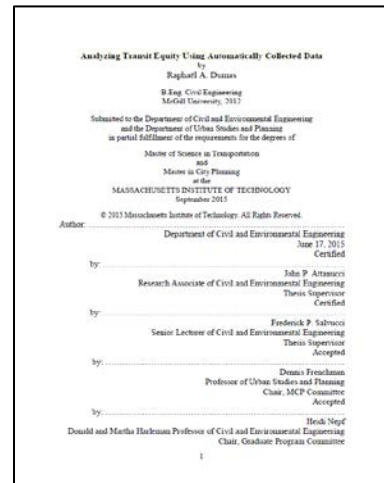 Analyzing Transit Equity Using Automatically Collected Data
by
Raphaël A. Dumas
B.Eng. Civil Engineering
McGill University, 2012
Submitted to the Department of Civil and Environmental Engineering
and the Department of Urban Studies and Planning
in partial fulfillment of the requirements for the degrees of
Master of Science in Transportation
and
Master in City Planning
at the
MASSACHUSETTS INSTITUTE OF TECHNOLOGY
September 2015
© 2015 Massachusetts Institute of Technology. All Rights Reserved.
Author:
Department of Civil and Environmental Engineering
June 17, 2015
Certified
by:
John P. Attanucci
Research Associate of Civil and Environmental Engineering
Thesis Supervisor
Certified
by:
Frederick P. Salvucci
Senior Lecturer of Civil and Environmental Engineering
Thesis Supervisor
Accepted
by:
Dennis Frenchman
Professor of Urban Studies and Planning
Chair, MCP Committee
Accepted
by:
Heidi Nepf
Donald and Martha Harleman Professor of Civil and Environmental Engineering
Chair, Graduate Program Committee
1